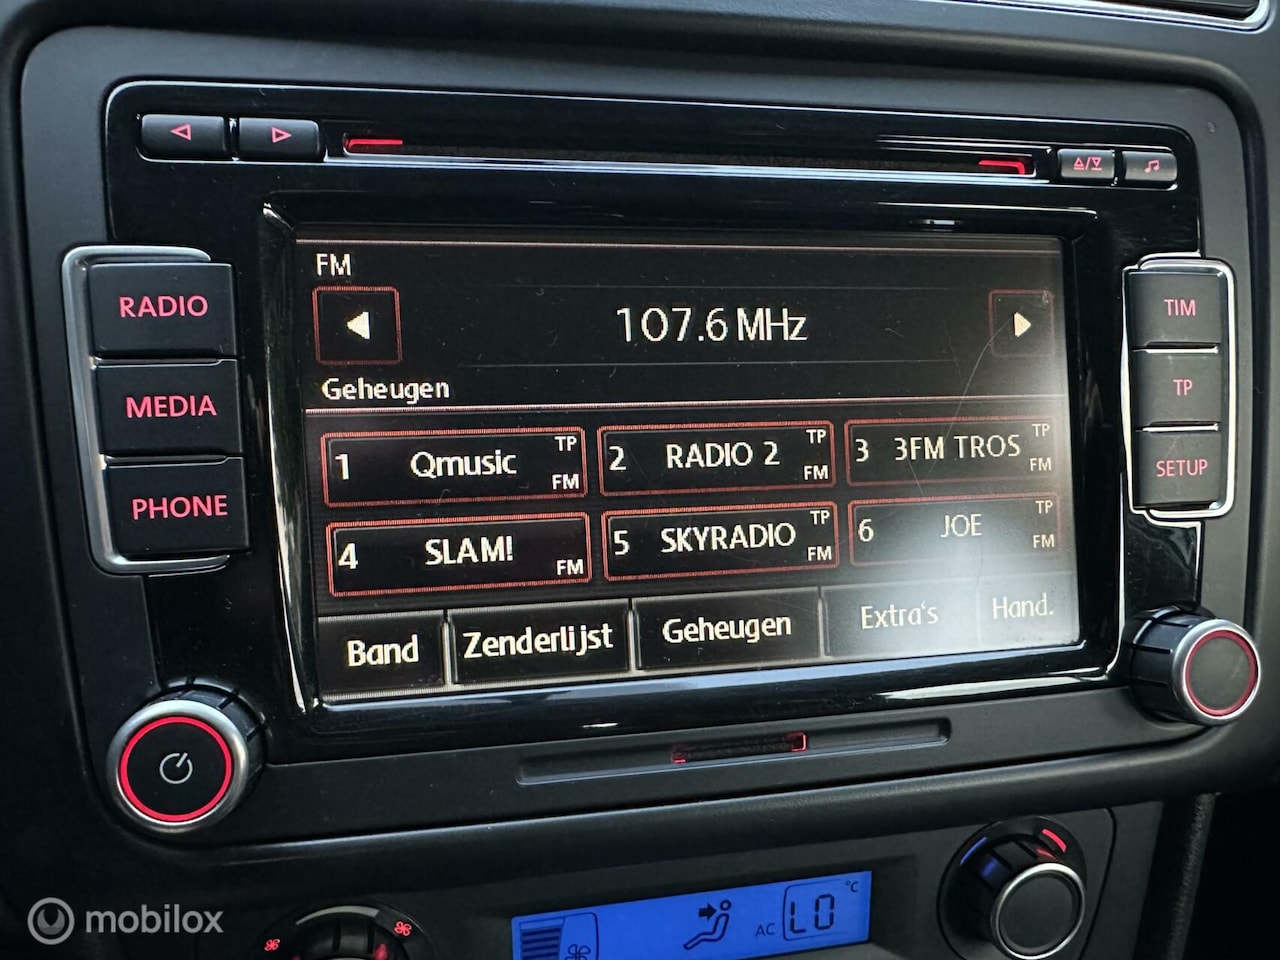 RADIO
MEDIA
PHONE
FM
107.6 MHz
Geheugen
1 Qmusic TP FM
2 RADIO 2 TP FM
3 3FM TROS TP FM
4 SLAM! FM
5 SKYRADIO TP FM
6 JOE TP FM
Band Zenderlijst Geheugen Extra's Hand.
TIM
TP
SETUP
AC LO °C
mobilox